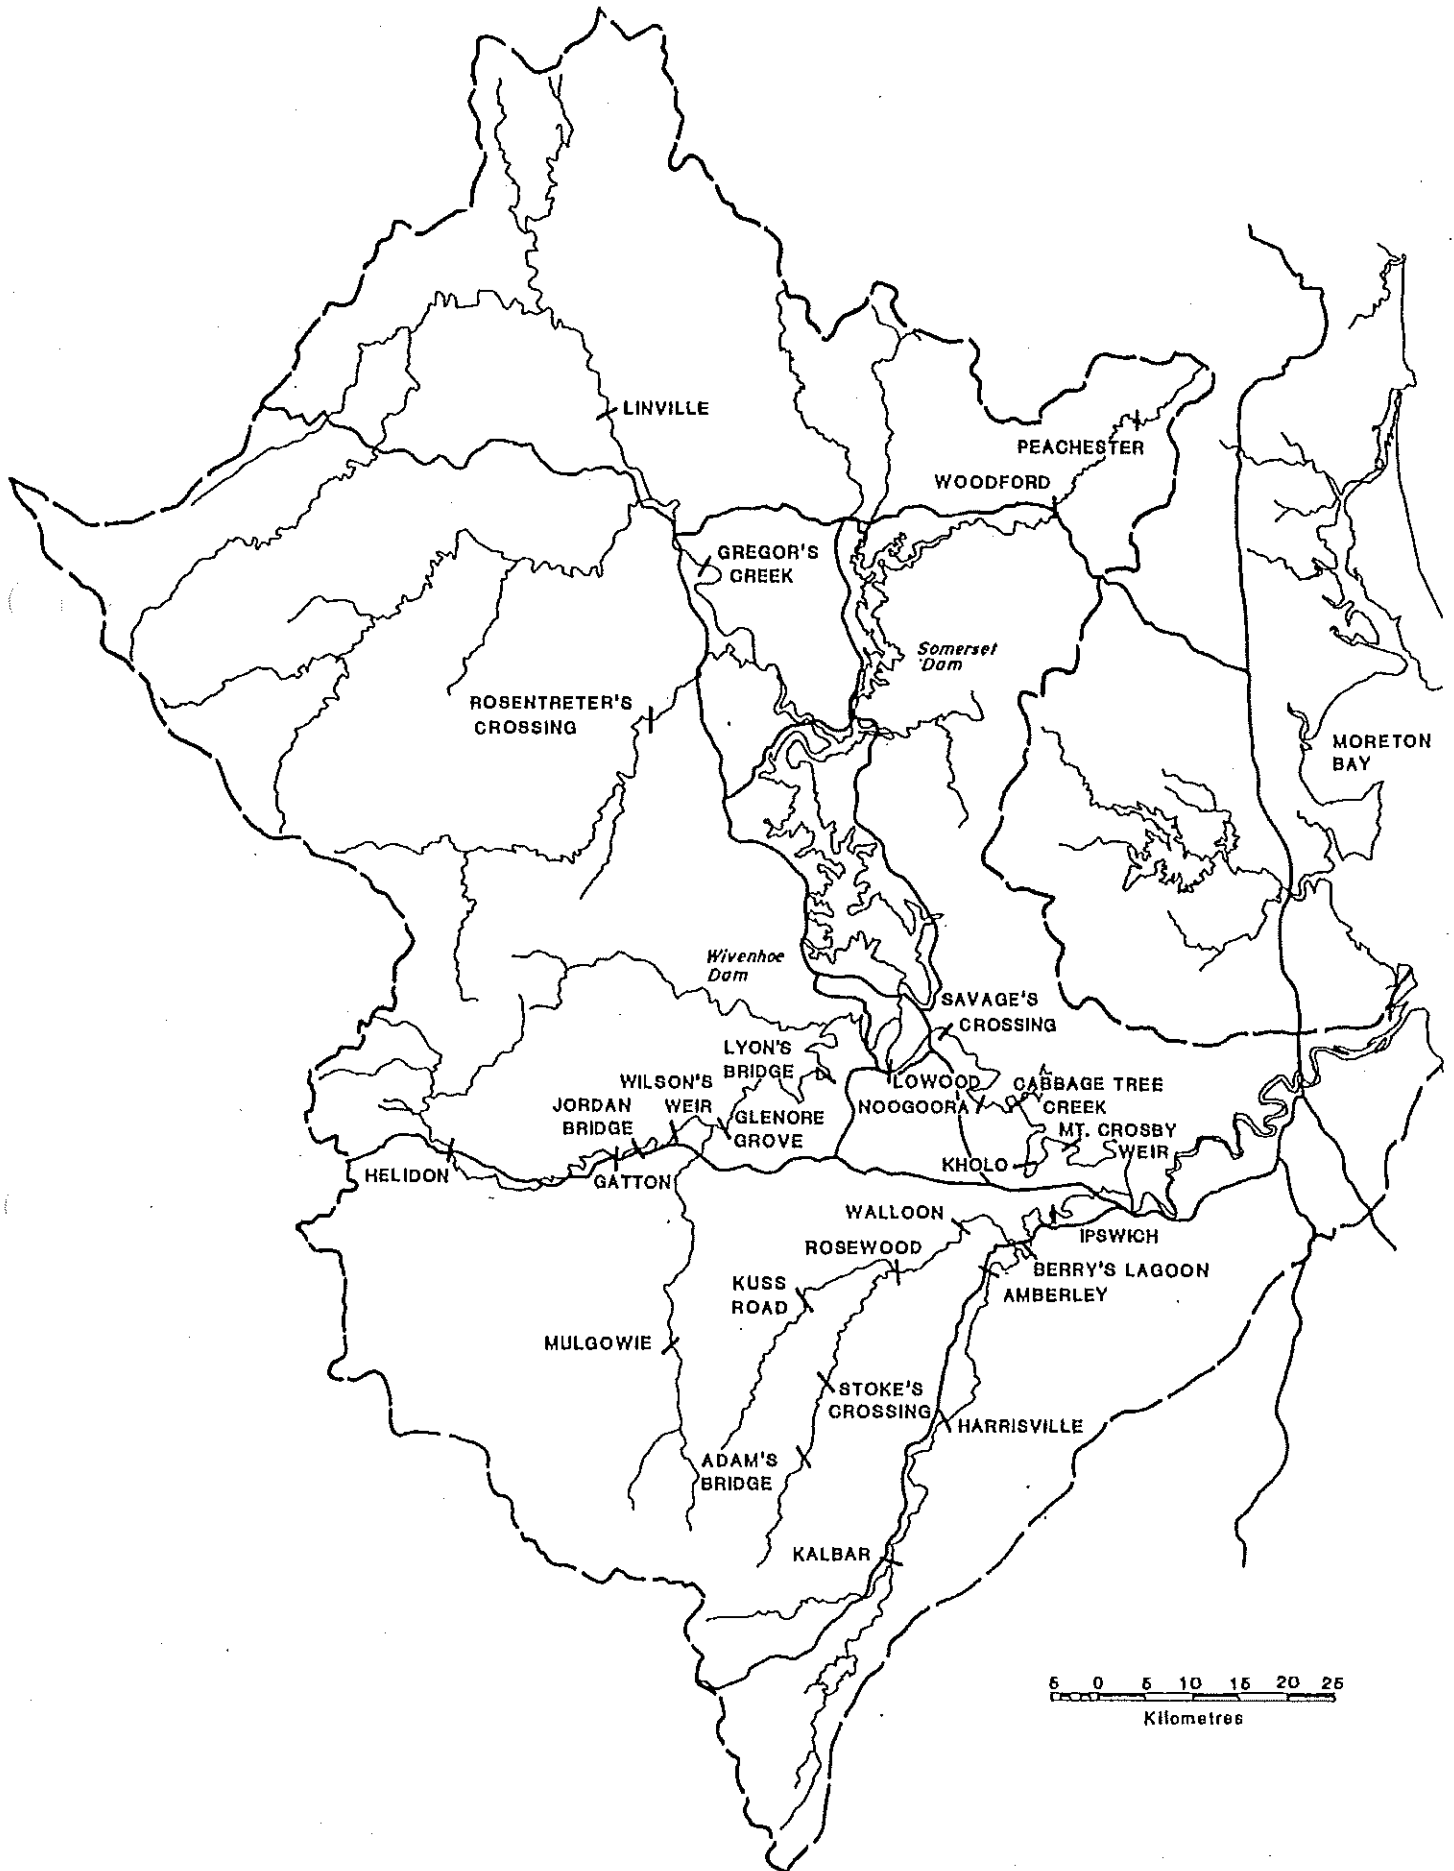 LINVILLE
PEACHESTER
WOODFORD
GREGOR'S
CREEK
Somerset
Dam
ROSENTRETER'S
CROSSING
MORETON
BAY
Wivenhoe
Dam
SAVAGE'S
CROSSING
LYON'S
BRIDGE
LOWOOD
CABBAGE TREE
CREEK
WILSON'S
WEIR
NOOGOORA
JORDAN
BRIDGE
GLENORE
GROVE
MT. CROSBY
WEIR
KHOLO
HELIDON
GATTON
WALLOON
IPSWICH
ROSEWOOD
BERRY'S LAGOON
KUSS
ROAD
AMBERLEY
MULGOWIE
STOKE'S
CROSSING
HARRISVILLE
ADAM'S
BRIDGE
KALBAR
5 0 5 10 15 20 25
Kilometres